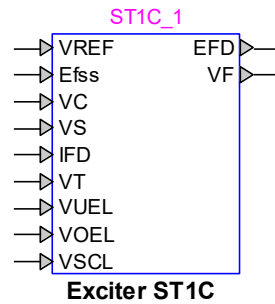 ST1C_1
VREF EFD
Efss VF
VC
VS
IFD
VT
VUEL
VOEL
VSCL
Exciter ST1C